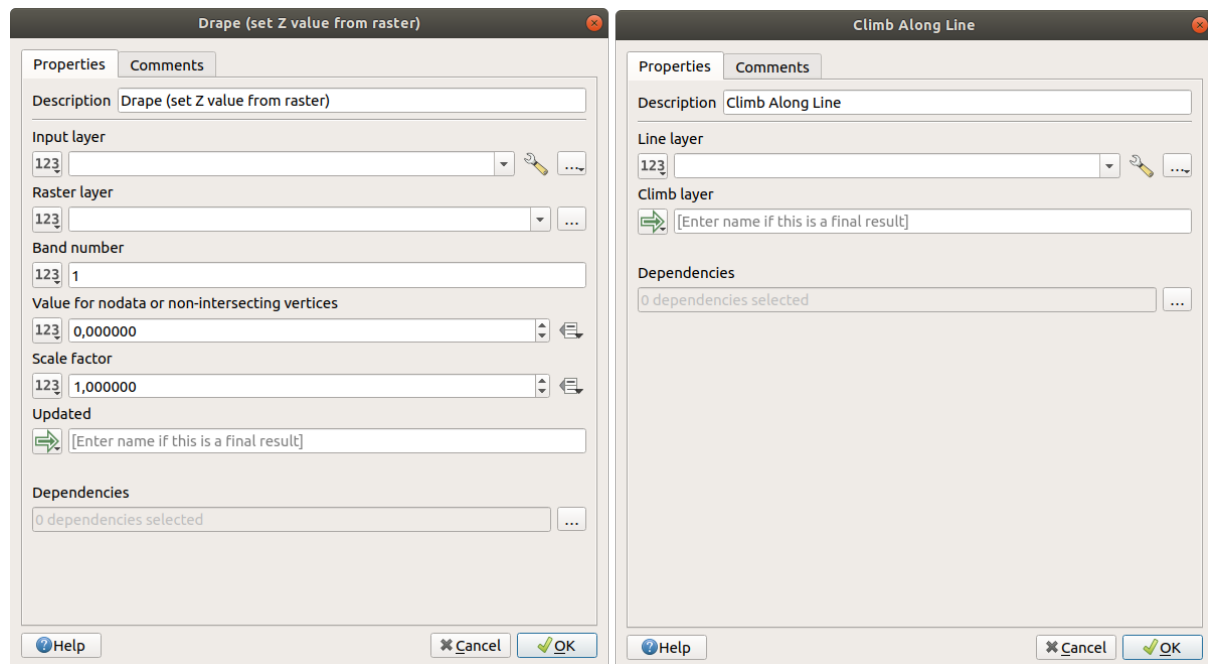 Drape (set Z value from raster)
Properties Comments
Description Drape (set Z value from raster)
Input layer
123 ...
Raster layer
123 ...
Band number
123 1
Value for nodata or non-intersecting vertices
123 0,000000
Scale factor
123 1,000000
Updated
[Enter name if this is a final result]
Dependencies
0 dependencies selected ...
Help Cancel OK
Climb Along Line
Properties Comments
Description Climb Along Line
Line layer
123 ...
Climb layer
[Enter name if this is a final result]
Dependencies
0 dependencies selected ...
Help Cancel OK